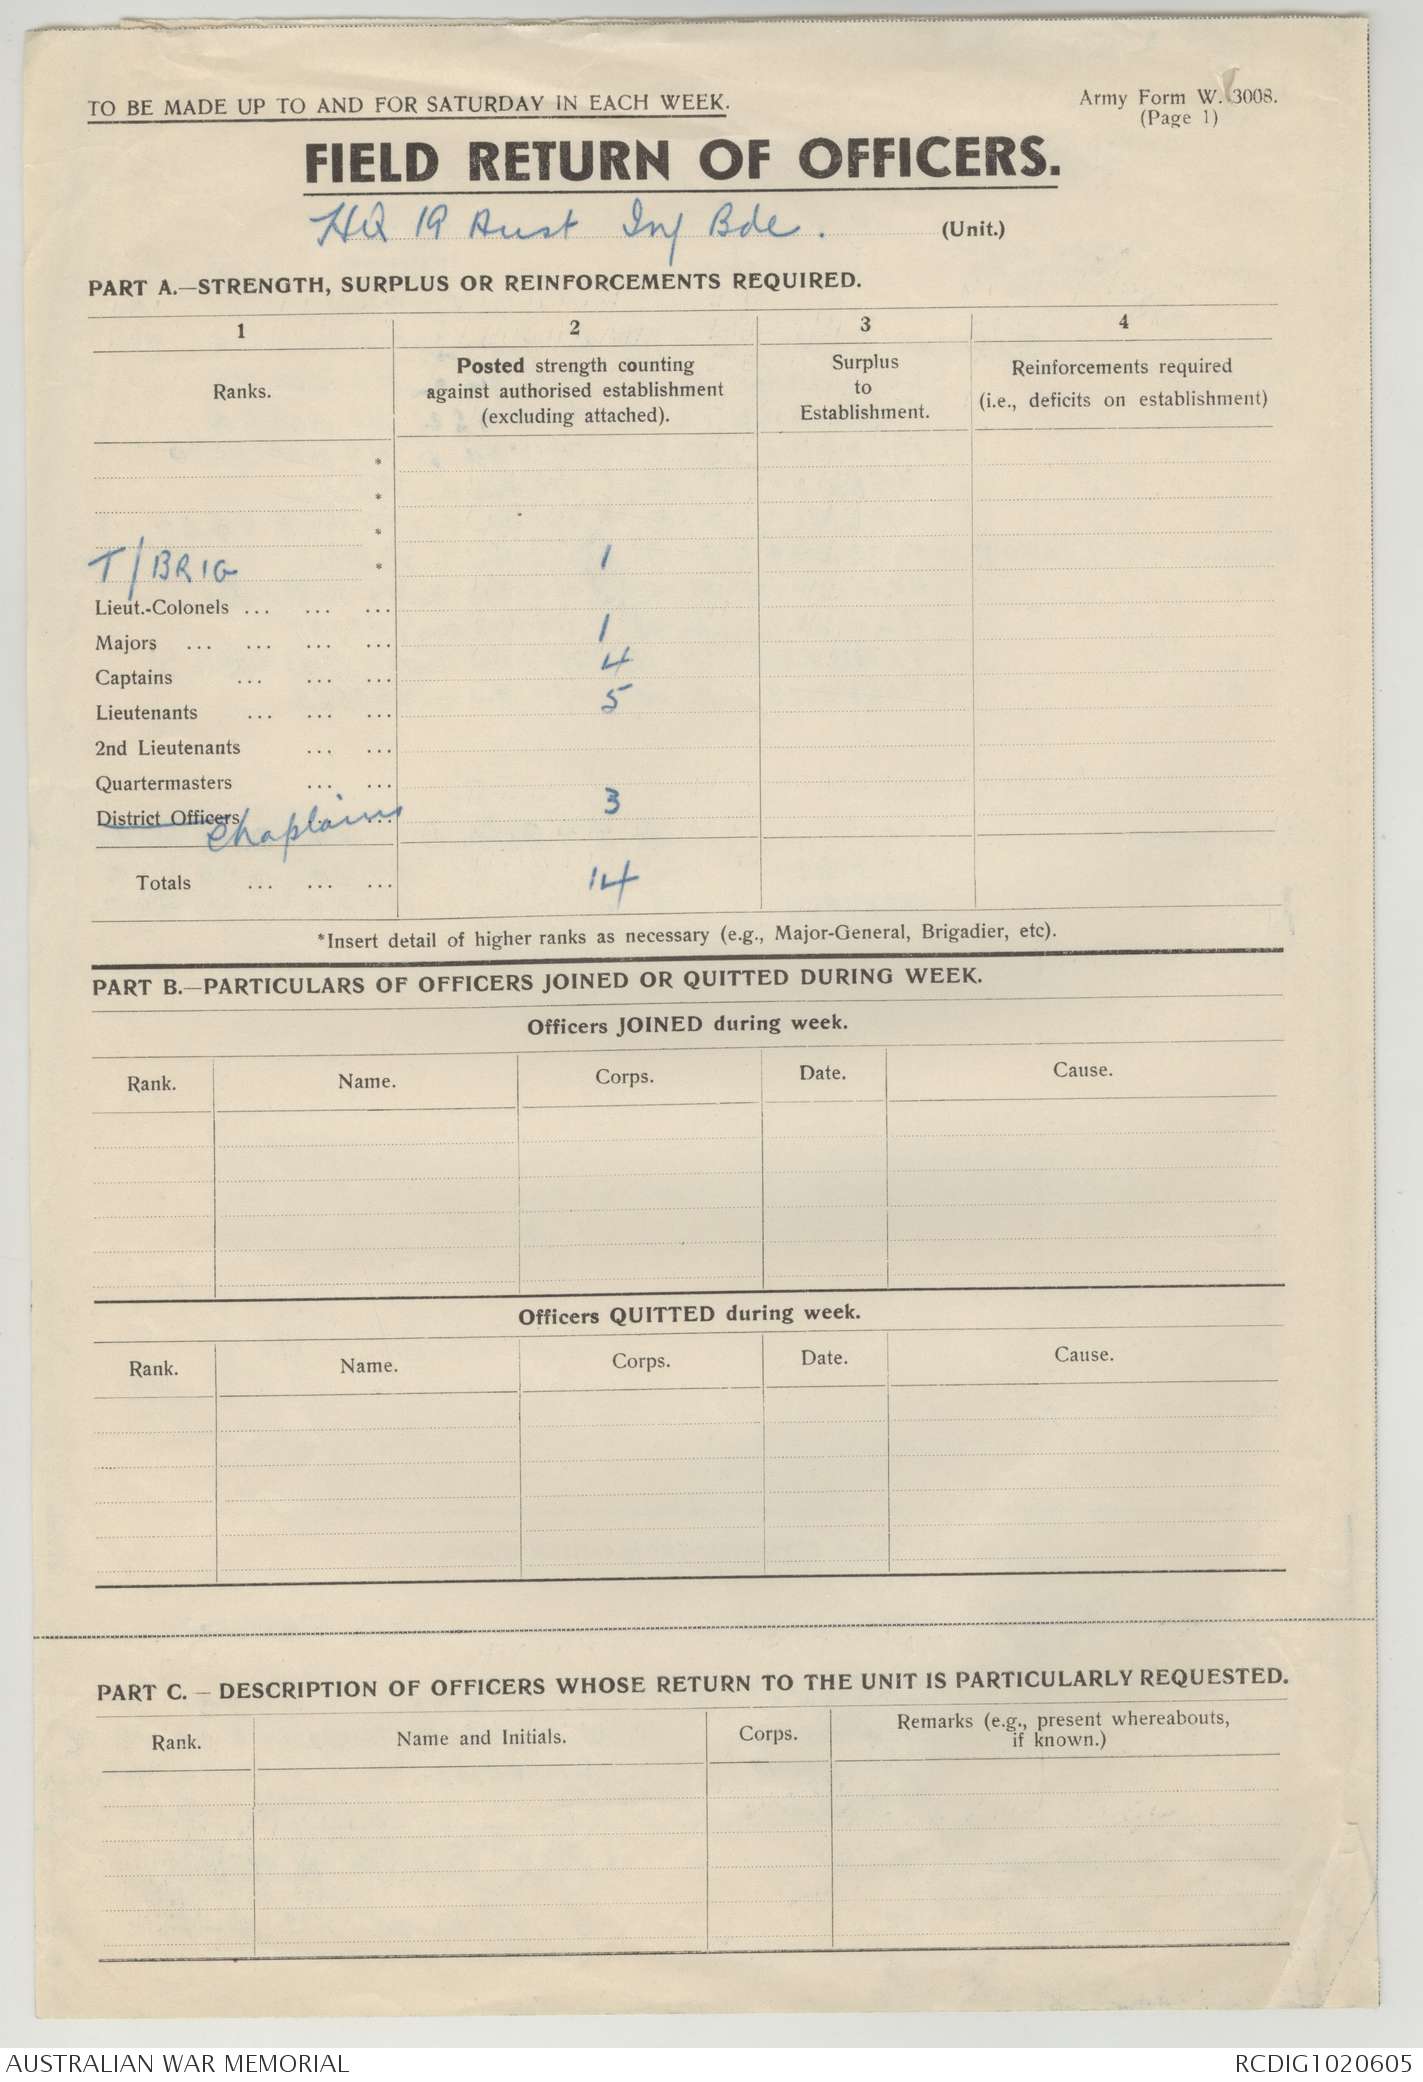 TO BE MADE UP TO AND FOR SATURDAY IN EACH WEEK.
Army Form W. 3008.
(Page 1)
FIELD RETURN OF OFFICERS.
HQ 19 Aust Inf Bde. (Unit.)
PART A.—STRENGTH, SURPLUS OR REINFORCEMENTS REQUIRED.
1 2 3 4
Ranks.
Posted strength counting
against authorised establishment
(excluding attached).
Surplus
to
Establishment.
Reinforcements required
(i.e., deficits on establishment)
*
*
*
T/BRIG * 1
Lieut.-Colonels ... ... ...
Majors ... ... ... ... 1
Captains ... ... ... 4
Lieutenants ... ... ... 5
2nd Lieutenants ... ...
Quartermasters ... ...
District Officers ... Chaplains 3
Totals ... ... ... 14
*Insert detail of higher ranks as necessary (e.g., Major-General, Brigadier, etc).
PART B.—PARTICULARS OF OFFICERS JOINED OR QUITTED DURING WEEK.
Officers JOINED during week.
Rank. Name. Corps. Date. Cause.
Officers QUITTED during week.
Rank. Name. Corps. Date. Cause.
PART C. — DESCRIPTION OF OFFICERS WHOSE RETURN TO THE UNIT IS PARTICULARLY REQUESTED.
Rank. Name and Initials. Corps. Remarks (e.g., present whereabouts,
if known.)
AUSTRALIAN WAR MEMORIAL RCDIG1020605